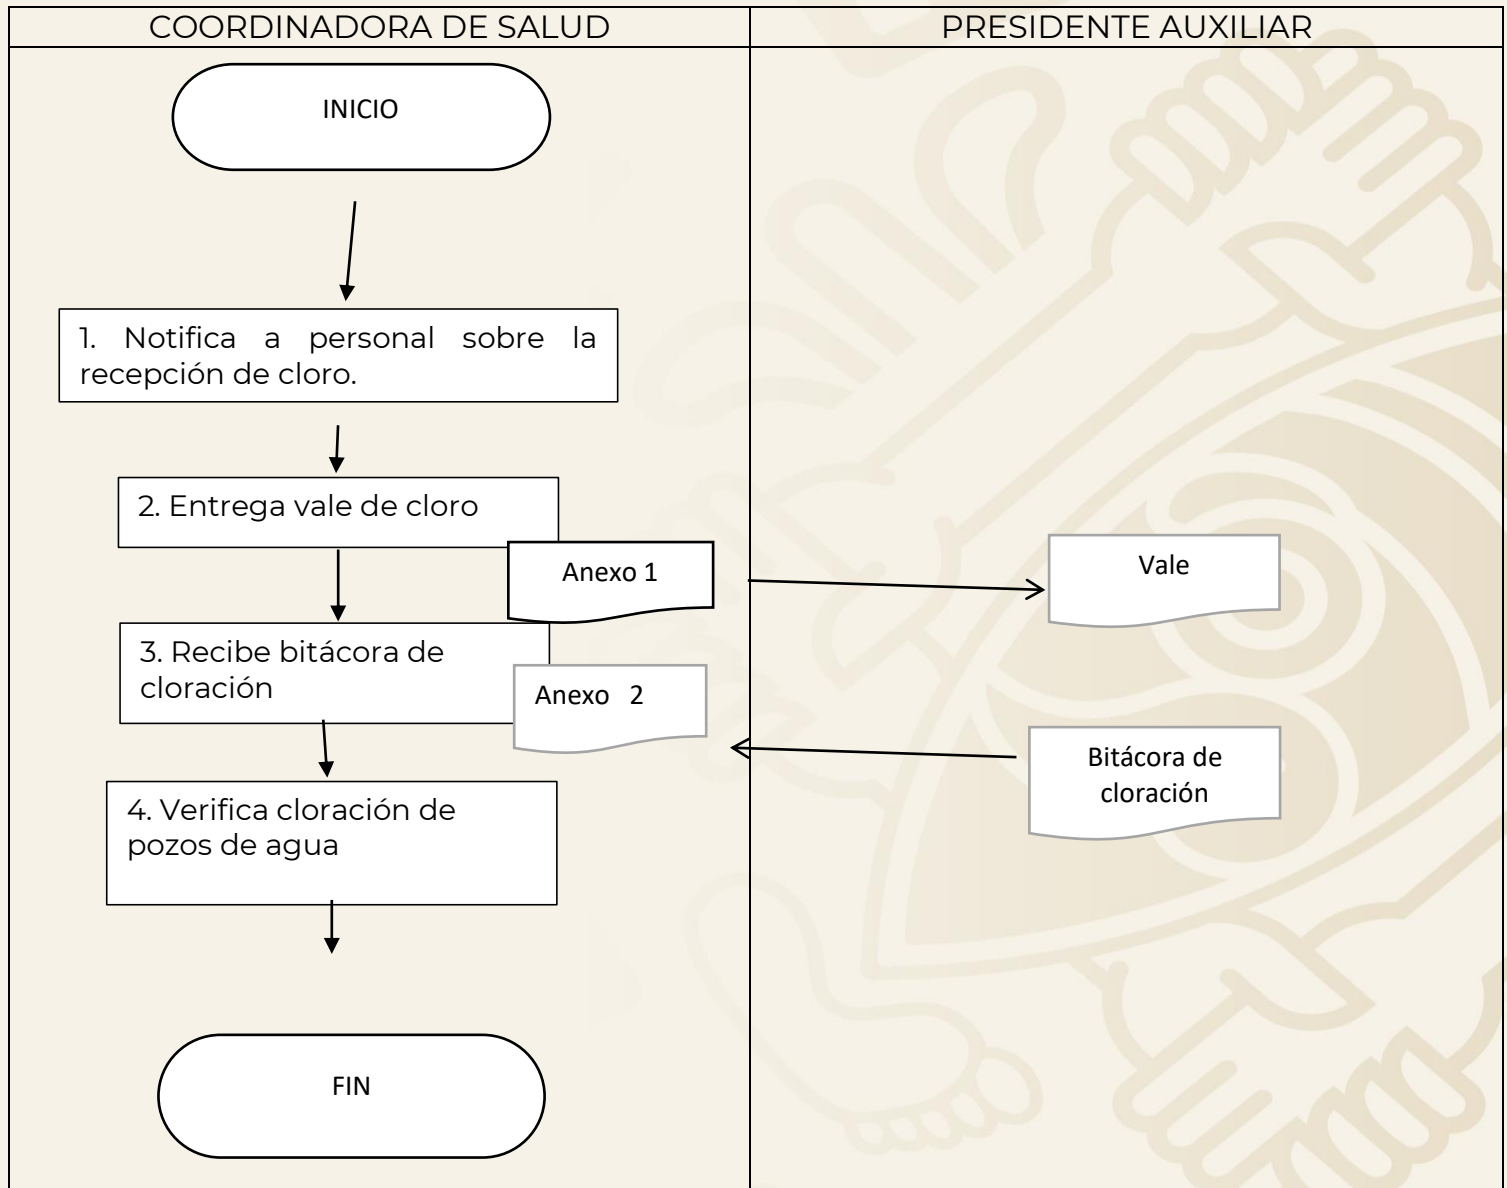 COORDINADORA DE SALUD
PRESIDENTE AUXILIAR
INICIO
1. Notifica a personal sobre la
recepción de cloro.
2. Entrega vale de cloro
Anexo 1
Vale
3. Recibe bitácora de
cloración
Anexo 2
Bitácora de
cloración
4. Verifica cloración de
pozos de agua
FIN